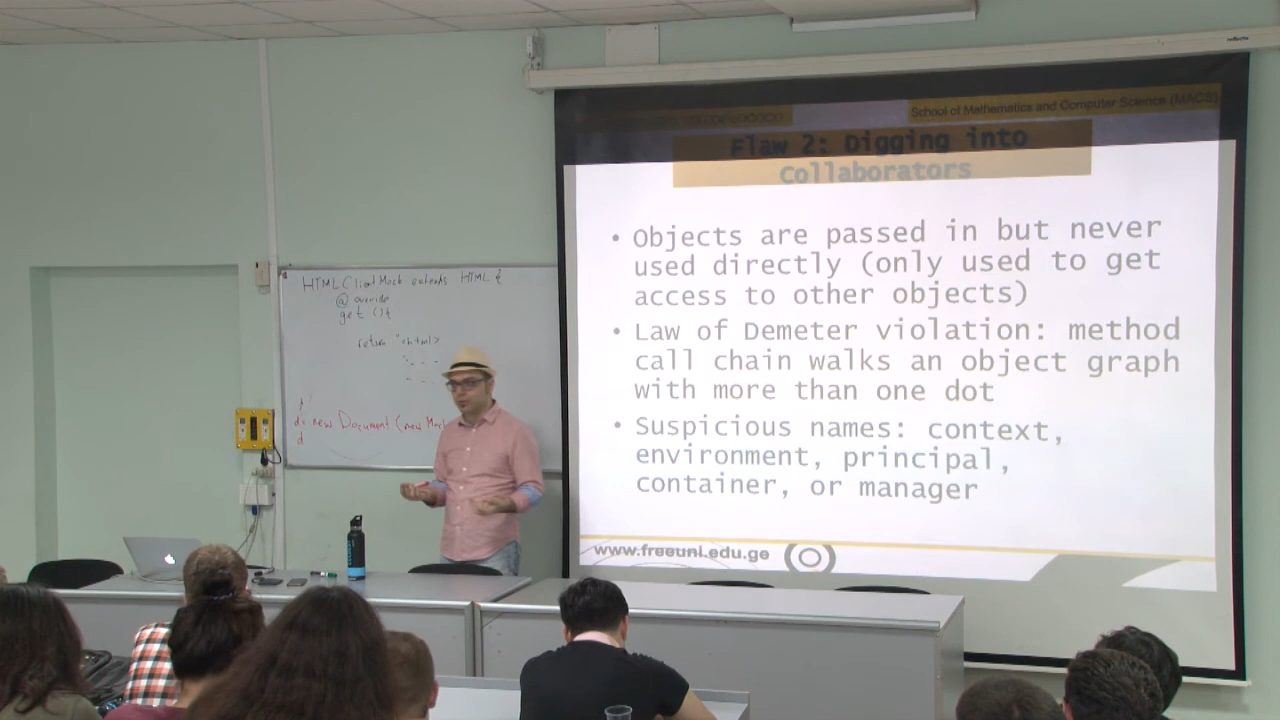 School of Mathematics and Computer Science (MACS)
Flaw 2: Digging into
Collaborators
• Objects are passed in but never
used directly (only used to get
access to other objects)
• Law of Demeter violation: method
call chain walks an object graph
with more than one dot
• Suspicious names: context,
environment, principal,
container, or manager
www.freeuni.edu.ge
HTMLClientMock extends HTML {
@ override
get () {
return "<html>
d= new Document (new Mock
d